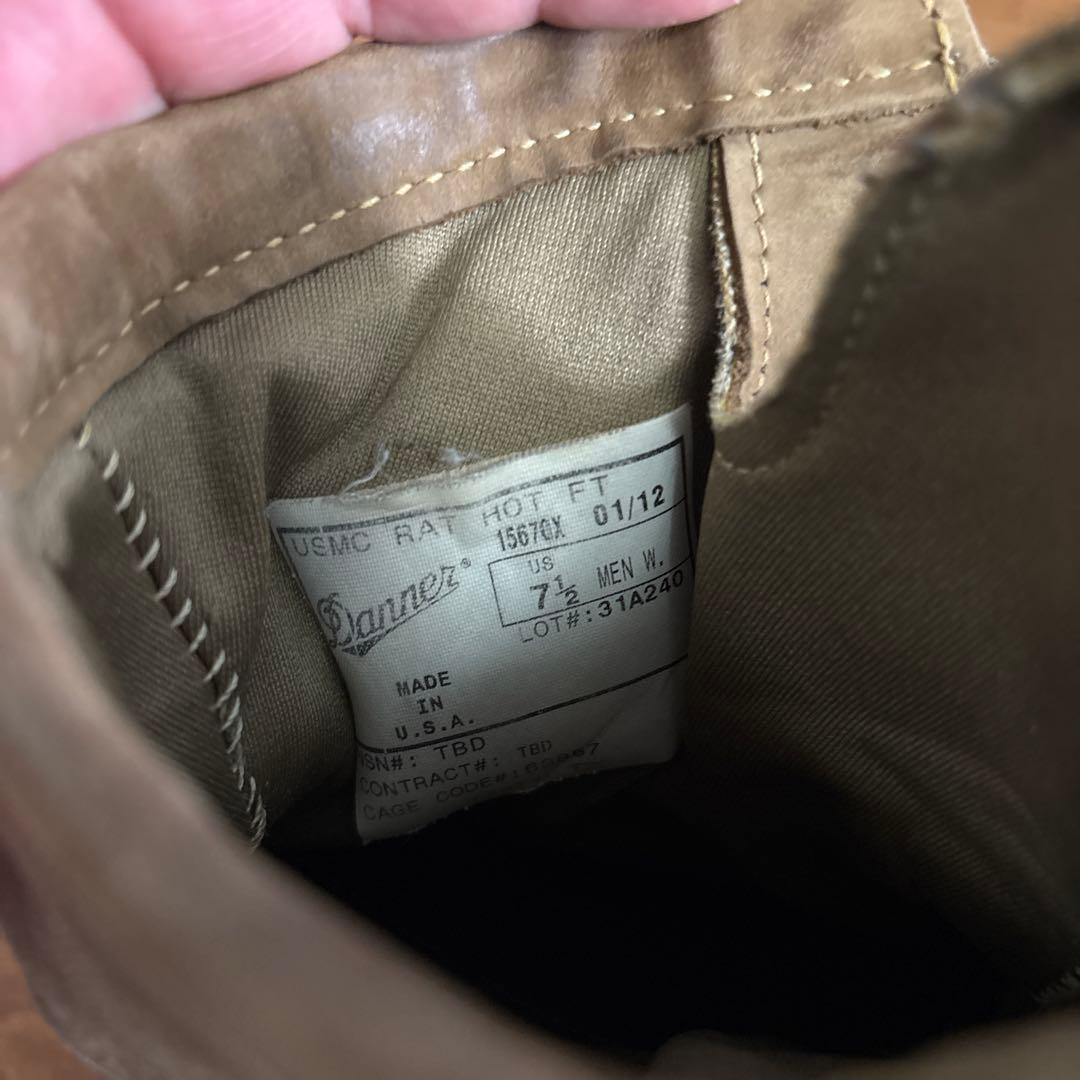 USMC RAT HOT FT
15670X 01/12
Danner®
US
7½ MEN W.
LOT#:31A240
MADE
IN
U.S.A.
NSN#: TBD
CONTRACT#: TBD
CAGE CODE#: